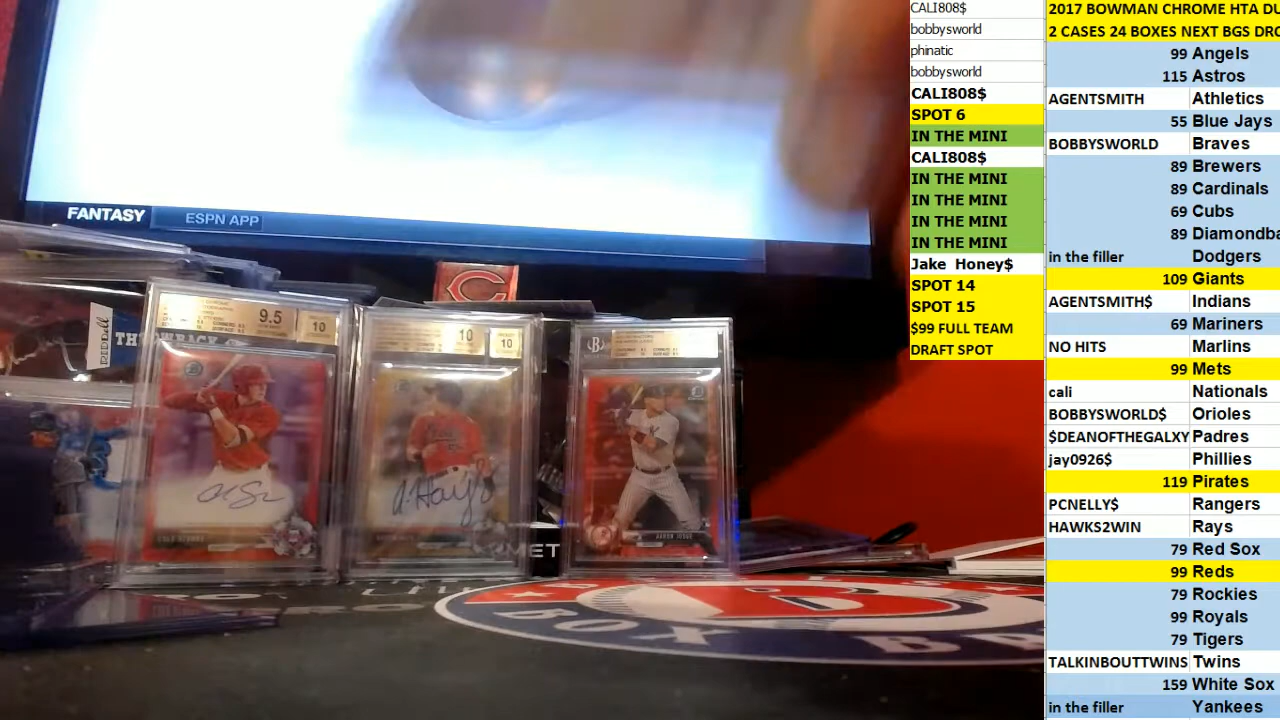 CALI808$
bobbysworld
phinatic
bobbysworld
CALI808$
SPOT 6
IN THE MINI
CALI808$
IN THE MINI
IN THE MINI
IN THE MINI
IN THE MINI
Jake Honey$
SPOT 14
SPOT 15
$99 FULL TEAM
DRAFT SPOT
2017 BOWMAN CHROME HTA DU
2 CASES 24 BOXES NEXT BGS DRO
99 Angels
115 Astros
AGENTSMITH Athletics
55 Blue Jays
BOBBYSWORLD Braves
89 Brewers
89 Cardinals
69 Cubs
89 Diamondba
in the filler Dodgers
109 Giants
AGENTSMITH$ Indians
69 Mariners
NO HITS Marlins
99 Mets
cali Nationals
BOBBYSWORLD$ Orioles
$DEANOFTHEGALXY Padres
jay0926$ Phillies
119 Pirates
PCNELLY$ Rangers
HAWKS2WIN Rays
79 Red Sox
99 Reds
79 Rockies
99 Royals
79 Tigers
TALKINBOUTTWINS Twins
159 White Sox
in the filler Yankees
FANTASY ESPN APP
RIDDELL
TH
9.5
10
10
10
AARON JUDGE
BOX BR